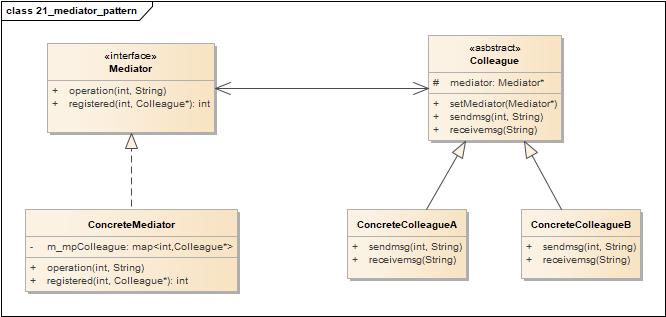 class 21_mediator_pattern
«interface»
Mediator
+ operation(int, String)
+ registered(int, Colleague*): int
«asbstract»
Colleague
# mediator: Mediator*
+ setMediator(Mediator*)
+ sendmsg(int, String)
+ receivemsg(String)
ConcreteMediator
- m_mpColleague: map<int,Colleague*>
+ operation(int, String)
+ registered(int, Colleague*): int
ConcreteColleagueA
+ sendmsg(int, String)
+ receivemsg(String)
ConcreteColleagueB
+ sendmsg(int, String)
+ receivemsg(String)